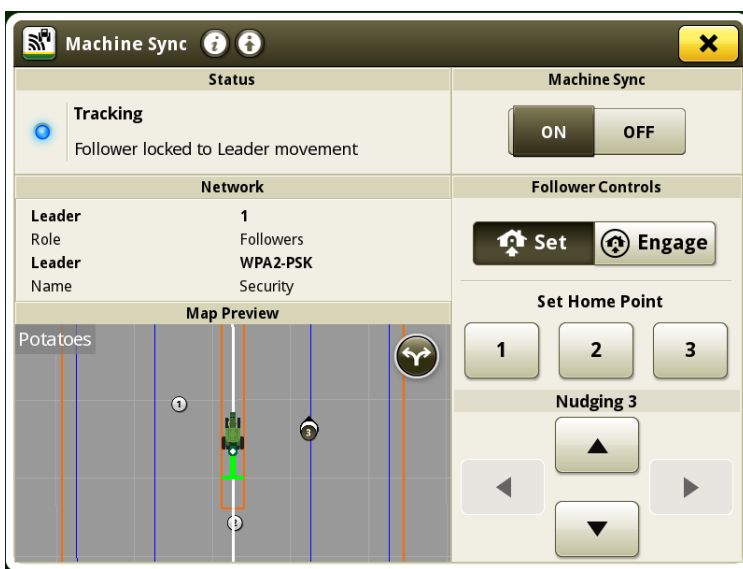 Machine Sync
Status
Tracking
Follower locked to Leader movement
Network
Leader 1
Role Followers
Leader WPA2-PSK
Name Security
Map Preview
Potatoes
1
3
2
Machine Sync
ON OFF
Follower Controls
Set Engage
Set Home Point
1 2 3
Nudging 3